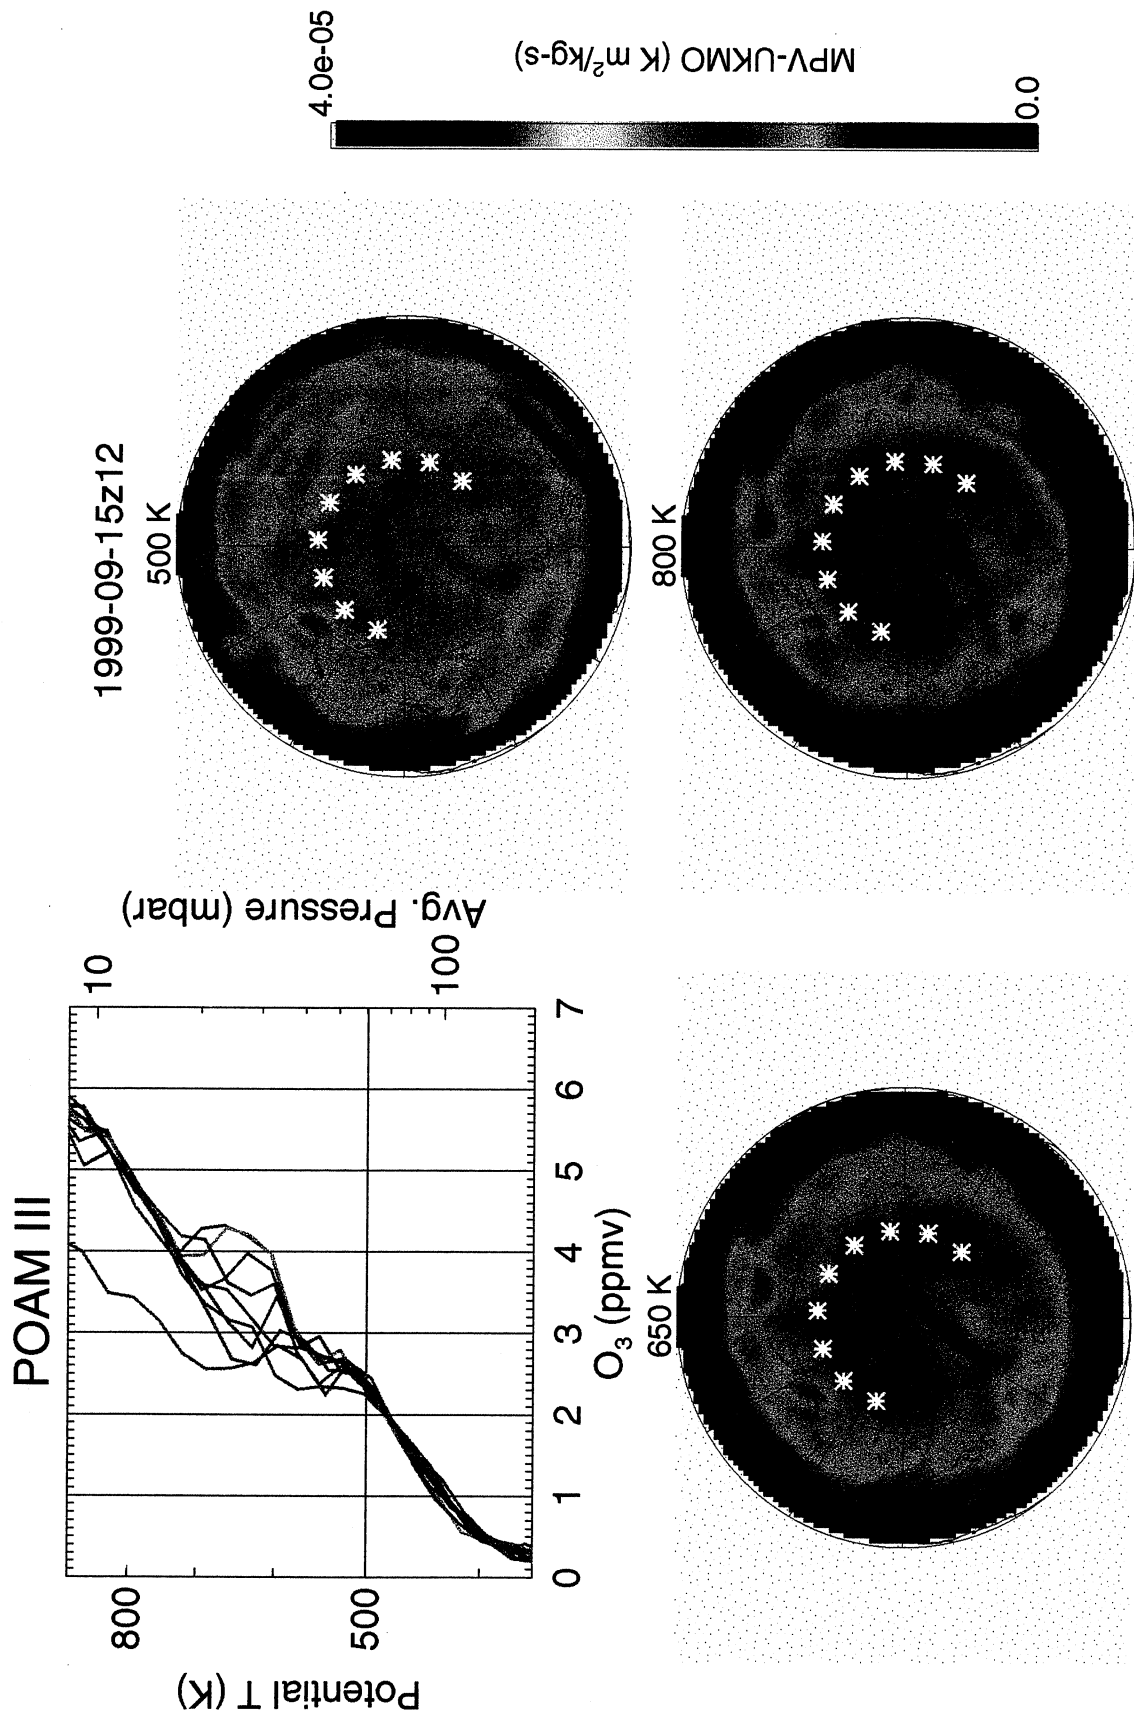 POAM III
1999-09-15z12
Potential T (K)
800
500
10
100
Avg. Pressure (mbar)
0 1 2 3 4 5 6 7
O₃ (ppmv)
500 K
650 K
800 K
4.0e-05
0.0
MPV-UKMO (K m²/kg-s)